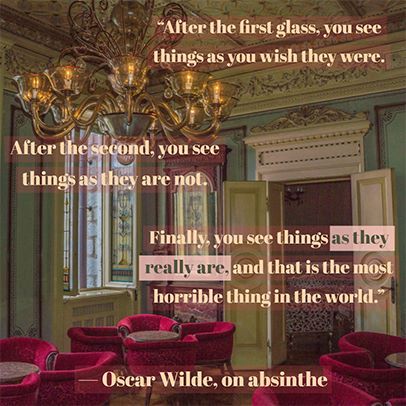 “After the first glass, you see
things as you wish they were.
After the second, you see
things as they are not.
Finally, you see things as they
really are, and that is the most
horrible thing in the world.”
— Oscar Wilde, on absinthe